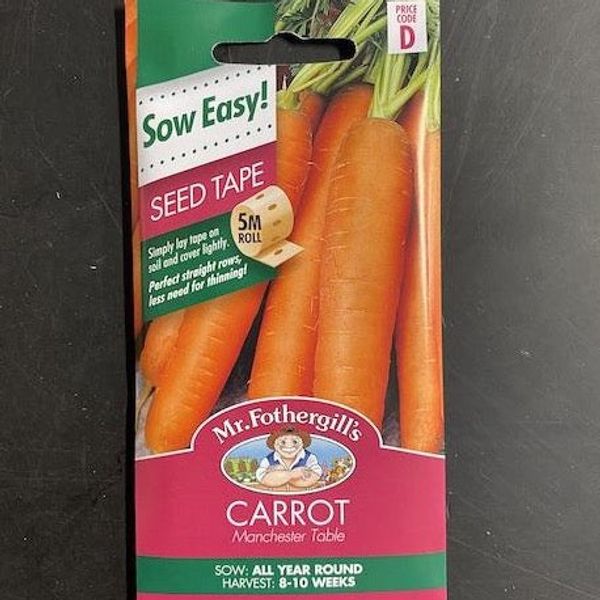 PRICE
CODE
D
Sow Easy!
SEED TAPE
5M
ROLL
Simply lay tape on
soil and cover lightly.
Perfect straight rows,
less need for thinning!
Mr.Fothergill's
CARROT
Manchester Table
SOW: ALL YEAR ROUND
HARVEST: 8-10 WEEKS